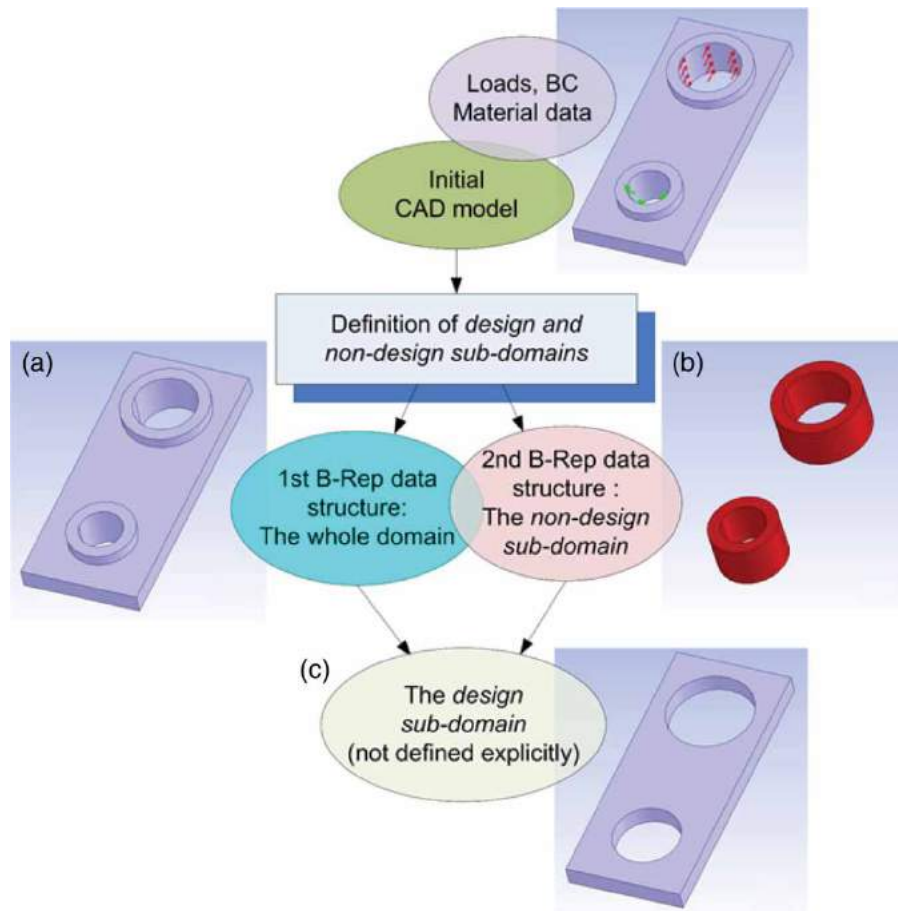 Loads, BC
Material data
Initial
CAD model
Definition of design and
non-design sub-domains
(a)
(b)
1st B-Rep data
structure:
The whole domain
2nd B-Rep data
structure :
The non-design
sub-domain
(c)
The design
sub-domain
(not defined explicitly)